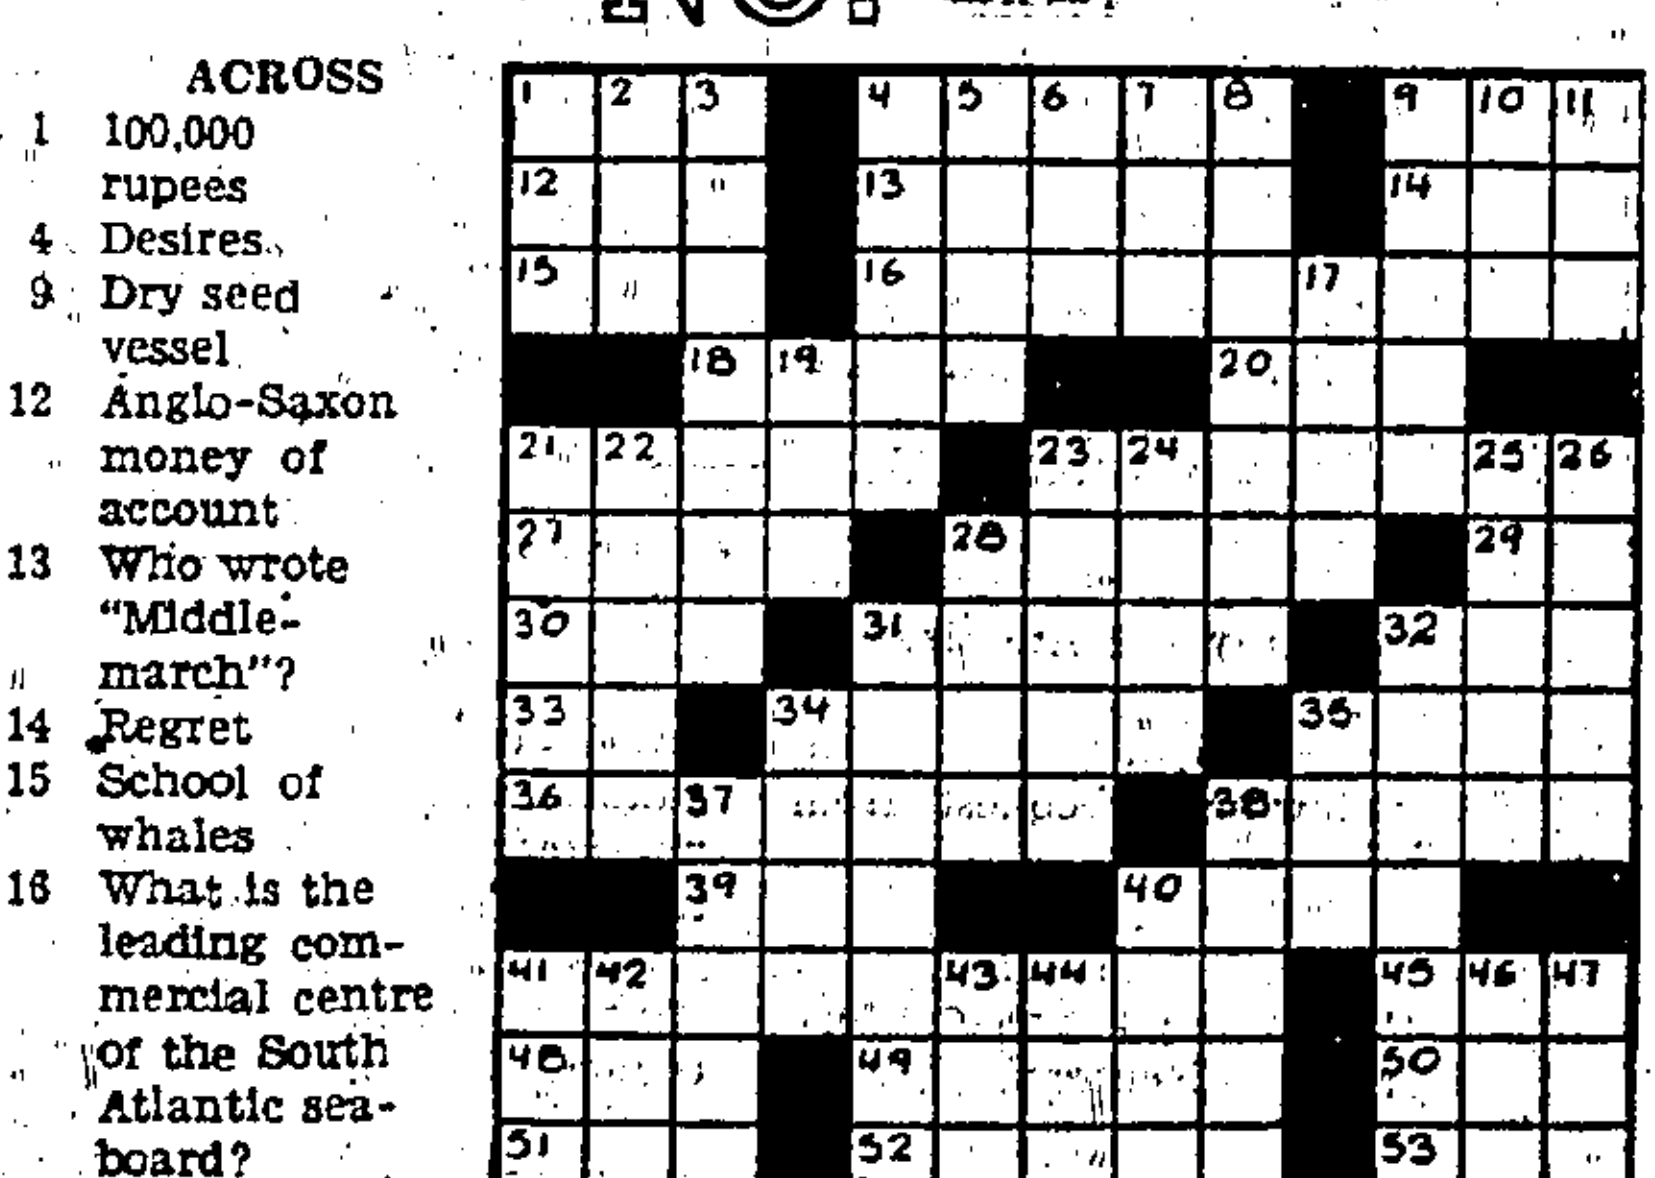 NO.
ACROSS
1 100,000
rupees
4 Desires
9 Dry seed
vessel
12 Anglo-Saxon
money of
account
13 Who wrote
"Middle-
march"?
14 Regret
15 School of
whales
16 What is the
leading com-
mercial centre
of the South
Atlantic sea-
board?
1 2 3 4 5 6 7 8 9 10 11
12 13 14
15 16 17
18 19 20
21 22 23 24 25 26
27 28 29
30 31 32
33 34 35
36 37 38
39 40
41 42 43 44 45 46 47
48 49 50
51 52 53